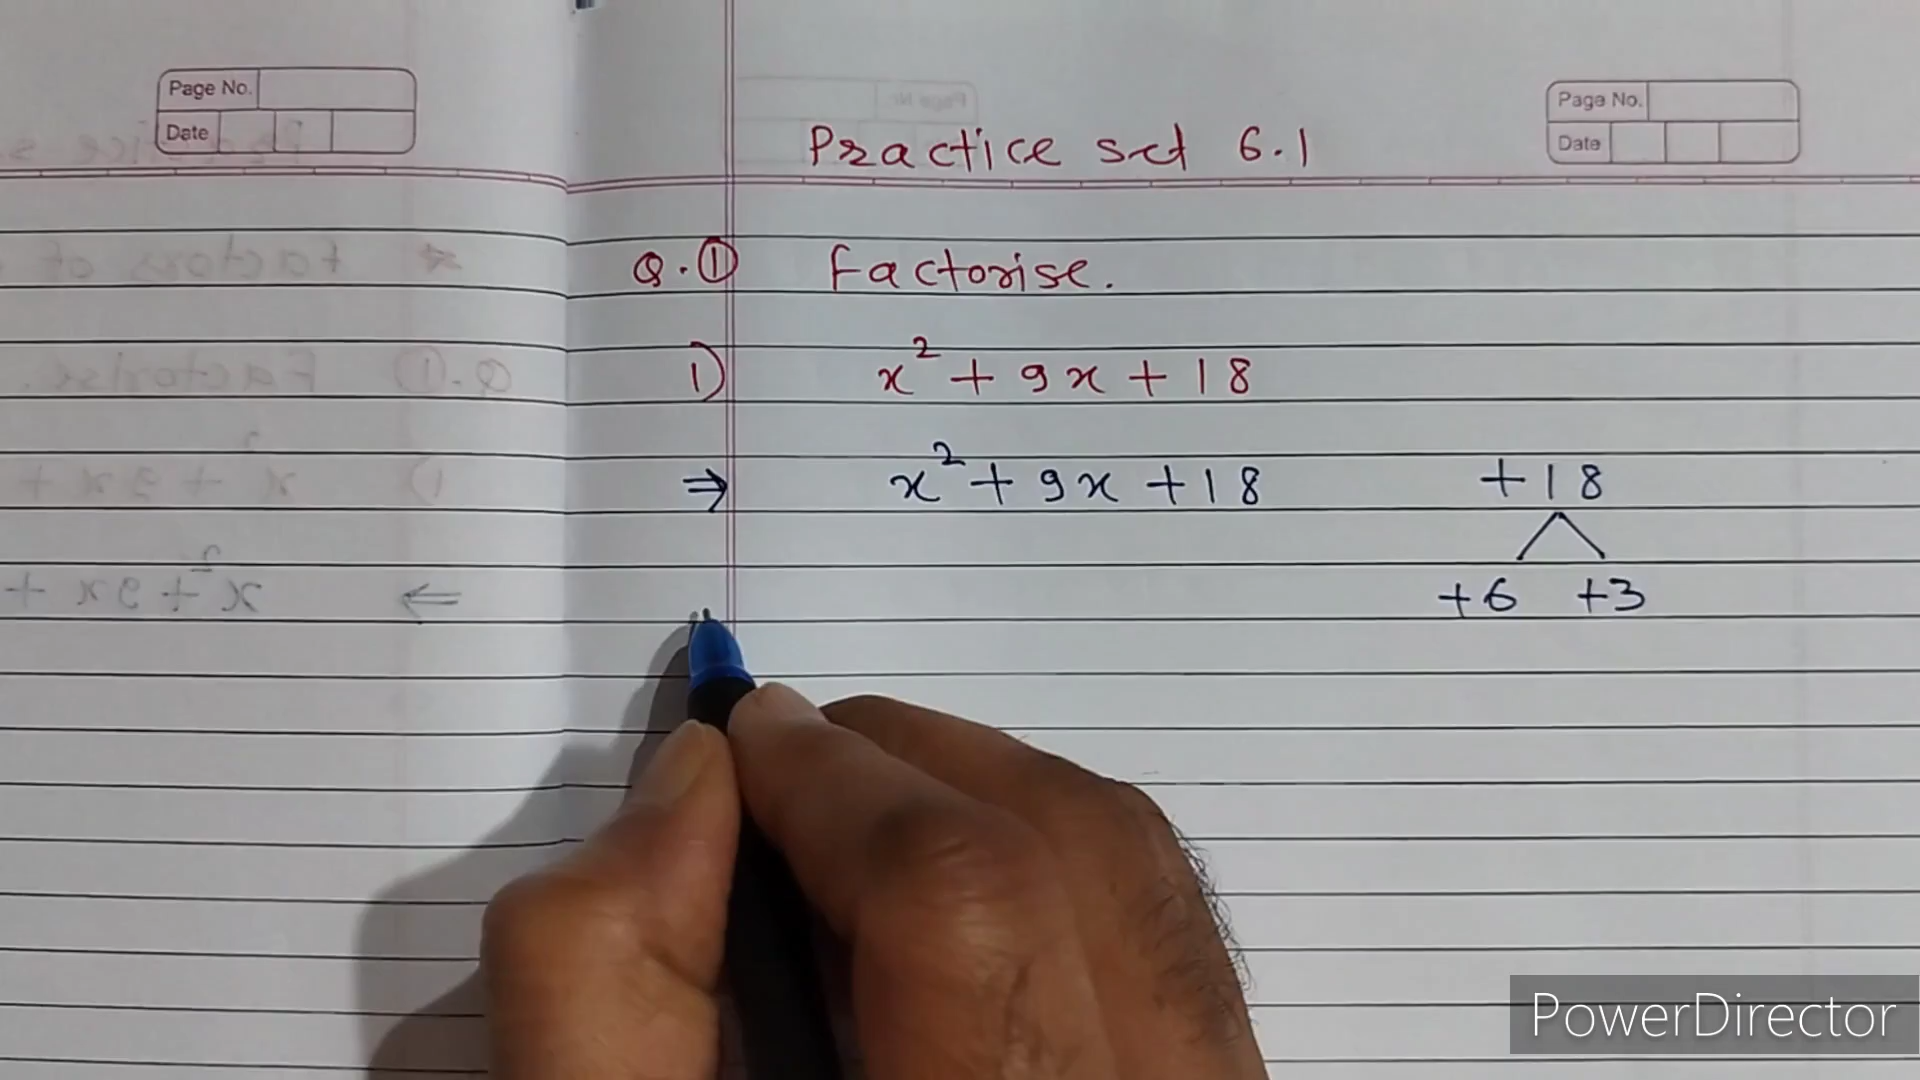 Page No.
Date
Page No.
Date
Practice set 6.1
Q.① Factorise.
1) x² + 9x + 18
⇒ x² + 9x + 18 +18
+6 +3
PowerDirector